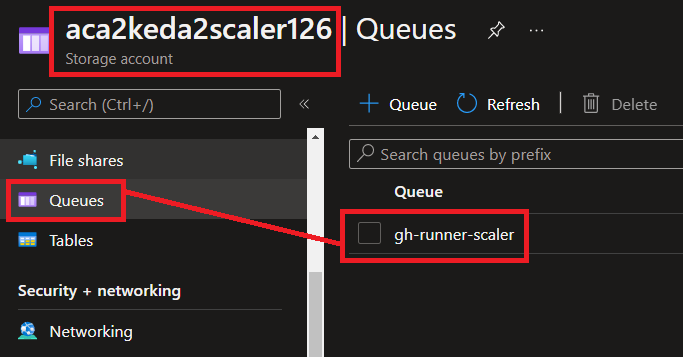 aca2keda2scaler126 | Queues
Storage account
Search (Ctrl+/)
File shares
Queues
Tables
Security + networking
Networking
Queue
Refresh
Delete
Search queues by prefix
Queue
gh-runner-scaler